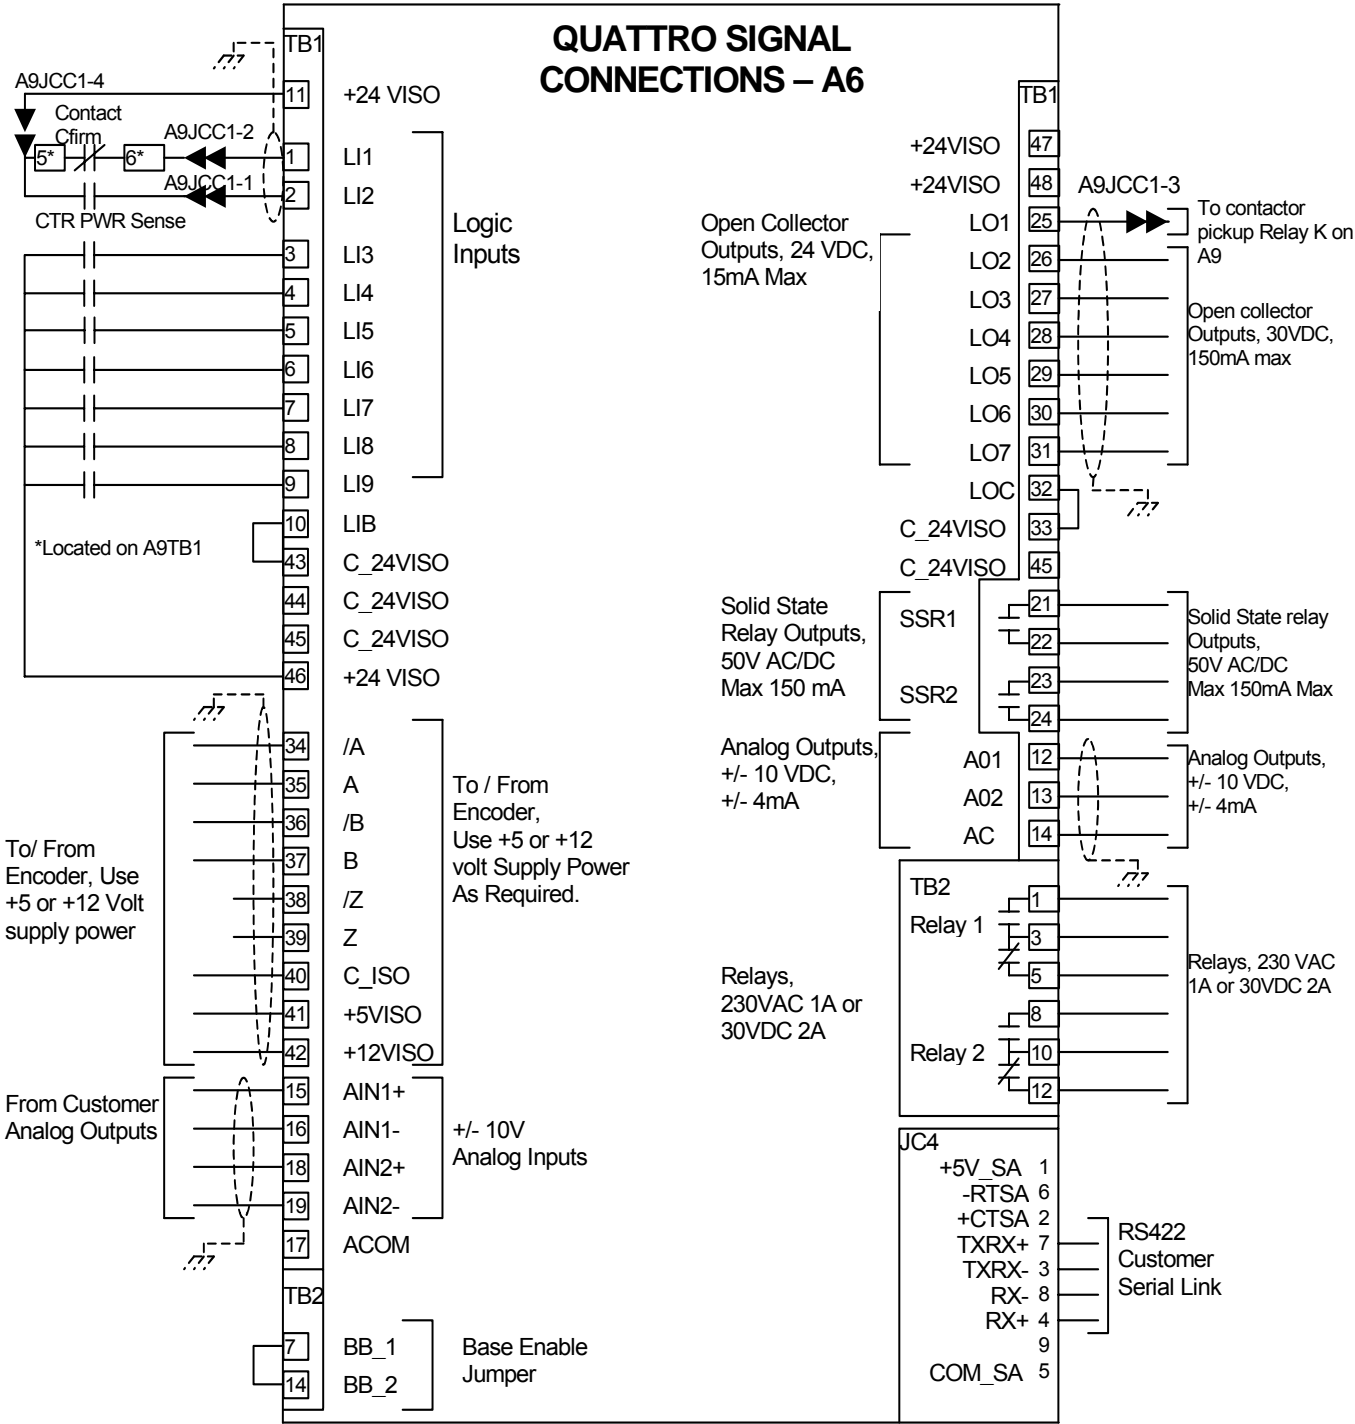 QUATTRO SIGNAL
CONNECTIONS – A6
TB1
A9JCC1-4
11 +24 VISO
Contact
Cfirm
A9JCC1-2
5* 6*
1 LI1
A9JCC1-1
2 LI2
CTR PWR Sense
3 LI3
4 LI4
5 LI5
6 LI6
7 LI7
8 LI8
9 LI9
Logic
Inputs
10 LIB
*Located on A9TB1
43 C_24VISO
44 C_24VISO
45 C_24VISO
46 +24 VISO
34 /A
35 A
36 /B
37 B
38 /Z
39 Z
40 C_ISO
41 +5VISO
42 +12VISO
To/ From
Encoder, Use
+5 or +12 Volt
supply power
To / From
Encoder,
Use +5 or +12
volt Supply Power
As Required.
15 AIN1+
16 AIN1-
18 AIN2+
19 AIN2-
17 ACOM
From Customer
Analog Outputs
+/- 10V
Analog Inputs
TB2
7 BB_1
14 BB_2
Base Enable
Jumper
TB1
+24VISO 47
+24VISO 48
A9JCC1-3
LO1 25
To contactor
pickup Relay K on
A9
Open Collector
Outputs, 24 VDC,
15mA Max
LO2 26
LO3 27
LO4 28
LO5 29
LO6 30
LO7 31
Open collector
Outputs, 30VDC,
150mA max
LOC 32
C_24VISO 33
C_24VISO 45
Solid State
Relay Outputs,
50V AC/DC
Max 150 mA
SSR1
21
22
SSR2
23
24
Solid State relay
Outputs,
50V AC/DC
Max 150mA Max
Analog Outputs,
+/- 10 VDC,
+/- 4mA
A01 12
A02 13
AC 14
Analog Outputs,
+/- 10 VDC,
+/- 4mA
TB2
Relay 1
1
3
5
Relay 2
8
10
12
Relays,
230VAC 1A or
30VDC 2A
Relays, 230 VAC
1A or 30VDC 2A
JC4
+5V_SA 1
-RTSA 6
+CTSA 2
TXRX+ 7
TXRX- 3
RX- 8
RX+ 4
9
COM_SA 5
RS422
Customer
Serial Link